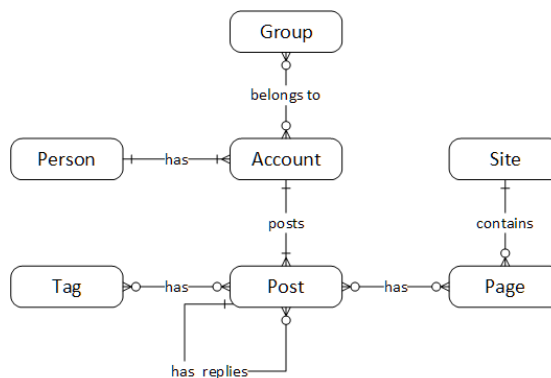 Group
belongs to
Person
has
Account
Site
posts
contains
Tag
has
Post
has
Page
has replies